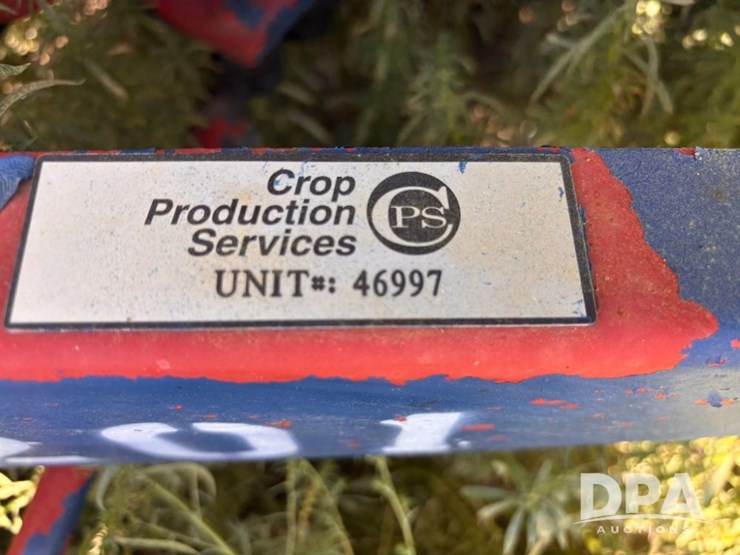 Crop
Production
Services
CPS
UNIT#: 46997
DPA
AUCTIONS